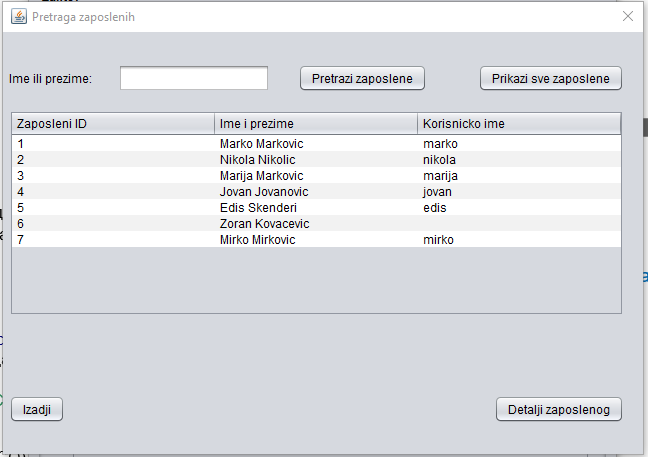 Pretraga zaposlenih
Ime ili prezime: Pretrazi zaposlene Prikazi sve zaposlene
Zaposleni ID Ime i prezime Korisnicko ime
1 Marko Markovic marko
2 Nikola Nikolic nikola
3 Marija Markovic marija
4 Jovan Jovanovic jovan
5 Edis Skenderi edis
6 Zoran Kovacevic
7 Mirko Mirkovic mirko
Izadji Detalji zaposlenog